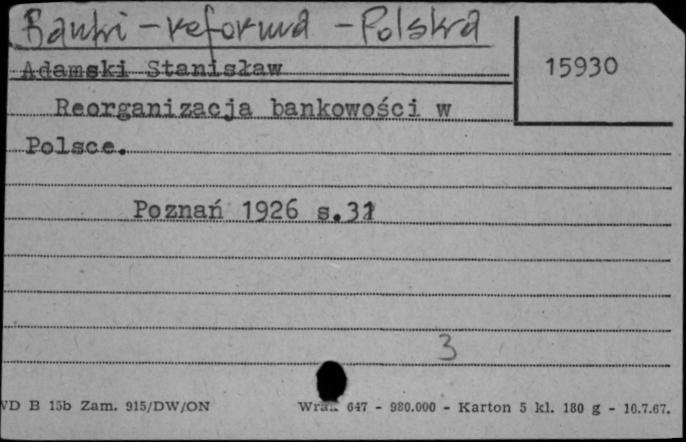 Banki - reforma - Polska
Adamski Stanisław
15930
Reorganizacja bankowości w
Polsce.
Poznań 1926 s.31
3
VD B 15b Zam. 915/DW/ON
647 - 980.000 - Karton 5 kl. 180 g - 10.7.67.